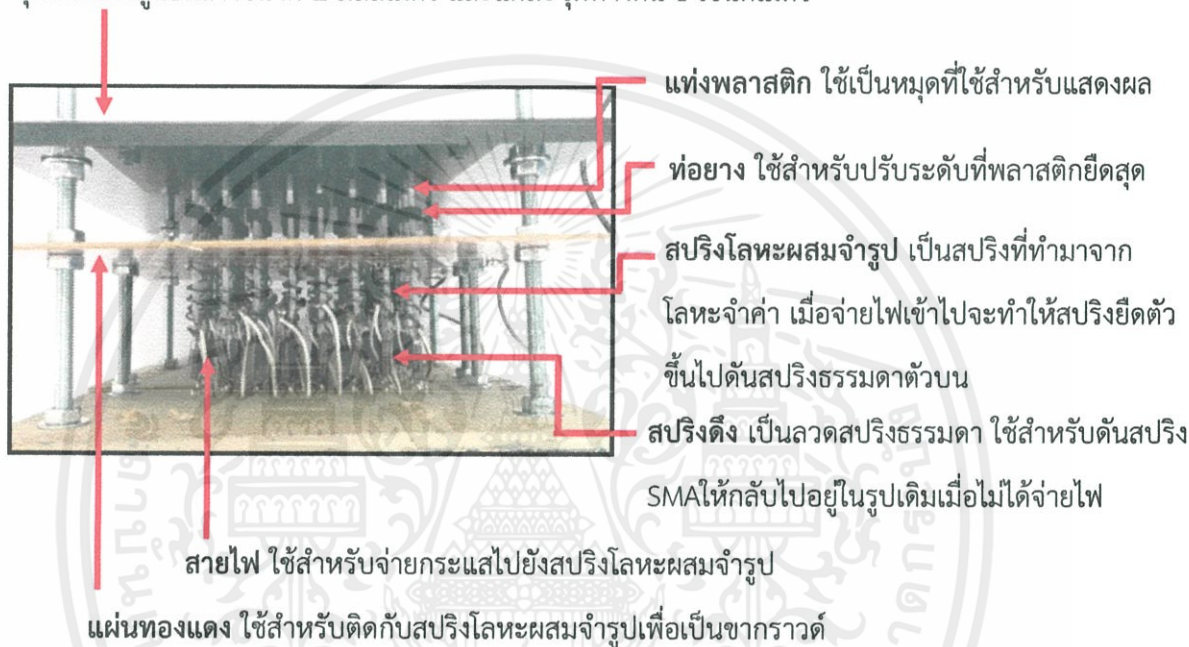 แท่งพลาสติก ใช้เป็นหมุดที่ใช้สำหรับแสดงผล
ท่อยาง ใช้สำหรับปรับระดับที่พลาสติกยืดสุด
สปริงโลหะผสมจำรูป เป็นสปริงที่ทำมาจาก
โลหะจำค่า เมื่อจ่ายไฟเข้าไปจะทำให้สปริงยืดตัว
ขึ้นไปดันสปริงธรรมดาตัวบน
สปริงดึง เป็นลวดสปริงธรรมดา ใช้สำหรับดันสปริง
SMAให้กลับไปอยู่ในรูปเดิมเมื่อไม่ได้จ่ายไฟ
สายไฟ ใช้สำหรับจ่ายกระแสไปยังสปริงโลหะผสมจำรูป
แผ่นทองแดง ใช้สำหรับติดกับสปริงโลหะผสมจำรูปเพื่อเป็นขากราวด์